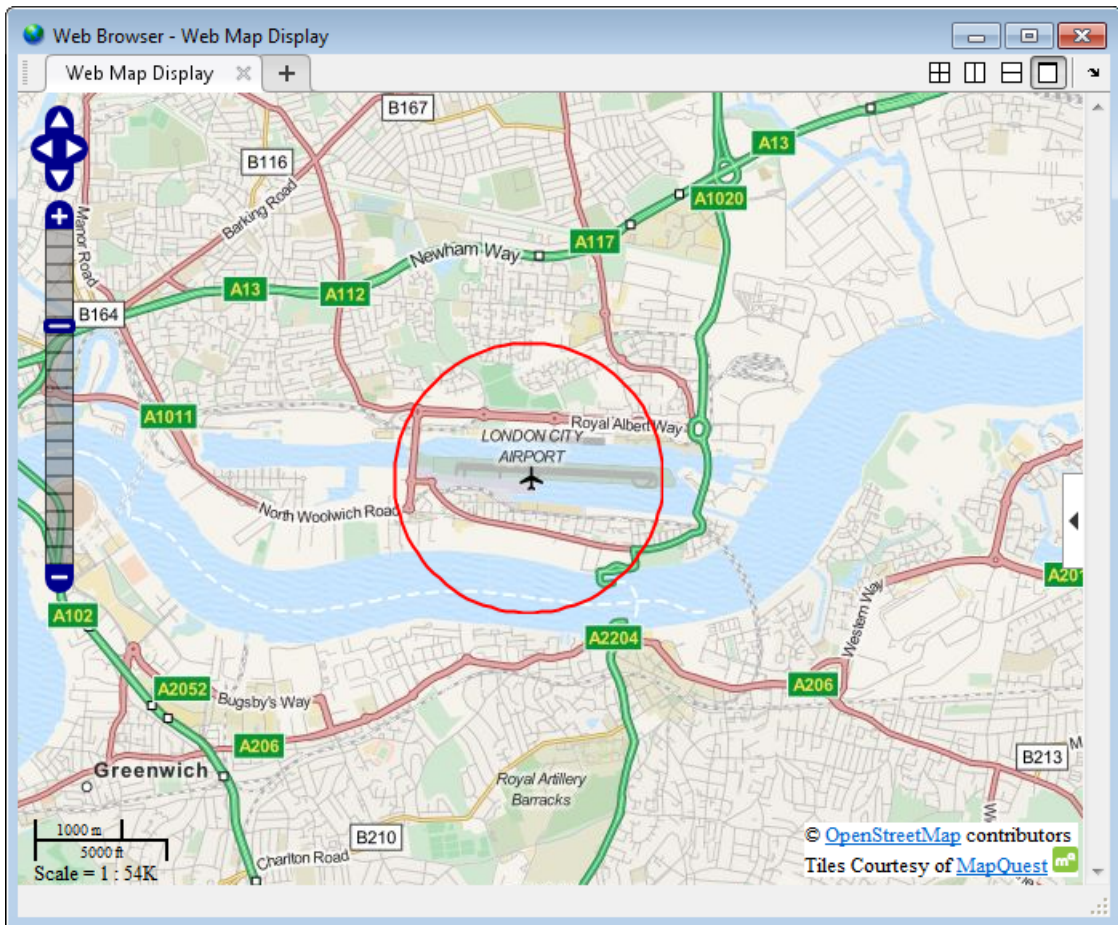 Web Browser - Web Map Display
Web Map Display
B167
A13
B116
A1020
Manor Road
Barking Road
A117
Newham Way
A13
A112
B164
A1011
Royal Albert Way
LONDON CITY
AIRPORT
North Woolwich Road
A201
A102
Western Way
A2204
A2052
A206
Bugsby's Way
A206
B213
M
Greenwich
Royal Artillery
Barracks
W
1000 m
5000 ft
Scale = 1 : 54K
B210
Charlton Road
© OpenStreetMap contributors
Tiles Courtesy of MapQuest